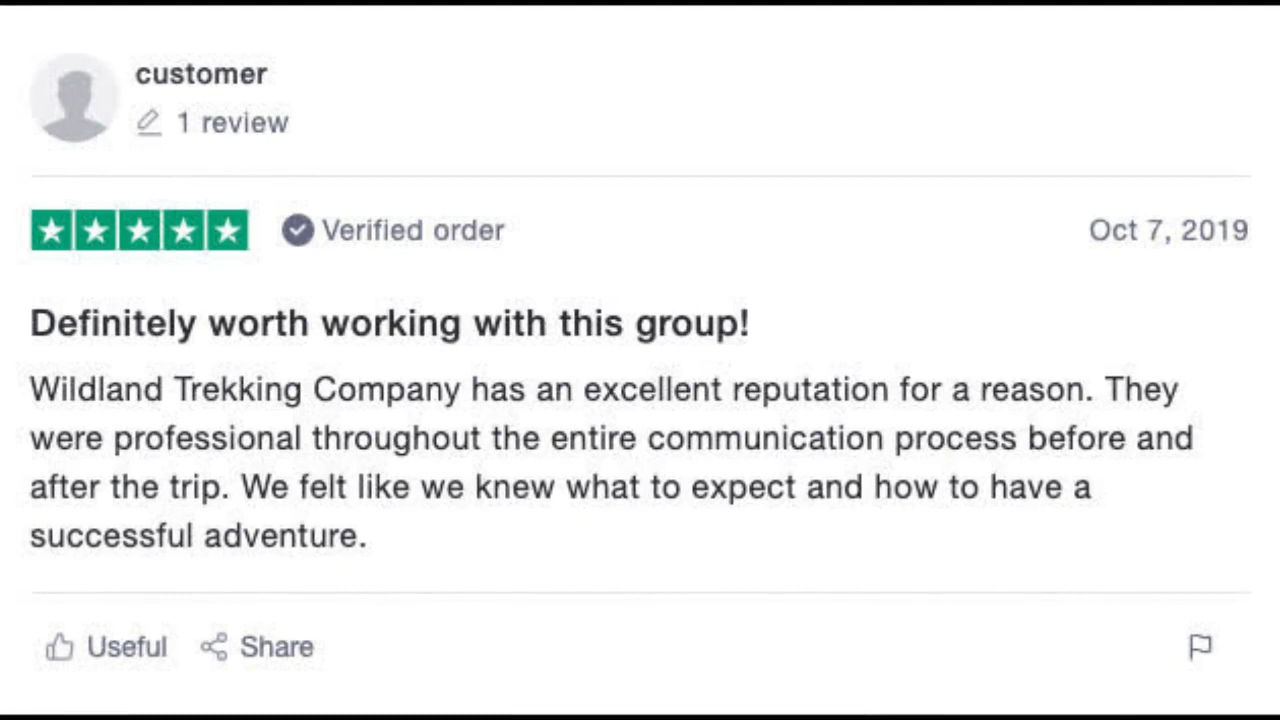 customer
1 review
Verified order
Oct 7, 2019
Definitely worth working with this group!
Wildland Trekking Company has an excellent reputation for a reason. They
were professional throughout the entire communication process before and
after the trip. We felt like we knew what to expect and how to have a
successful adventure.
Useful Share